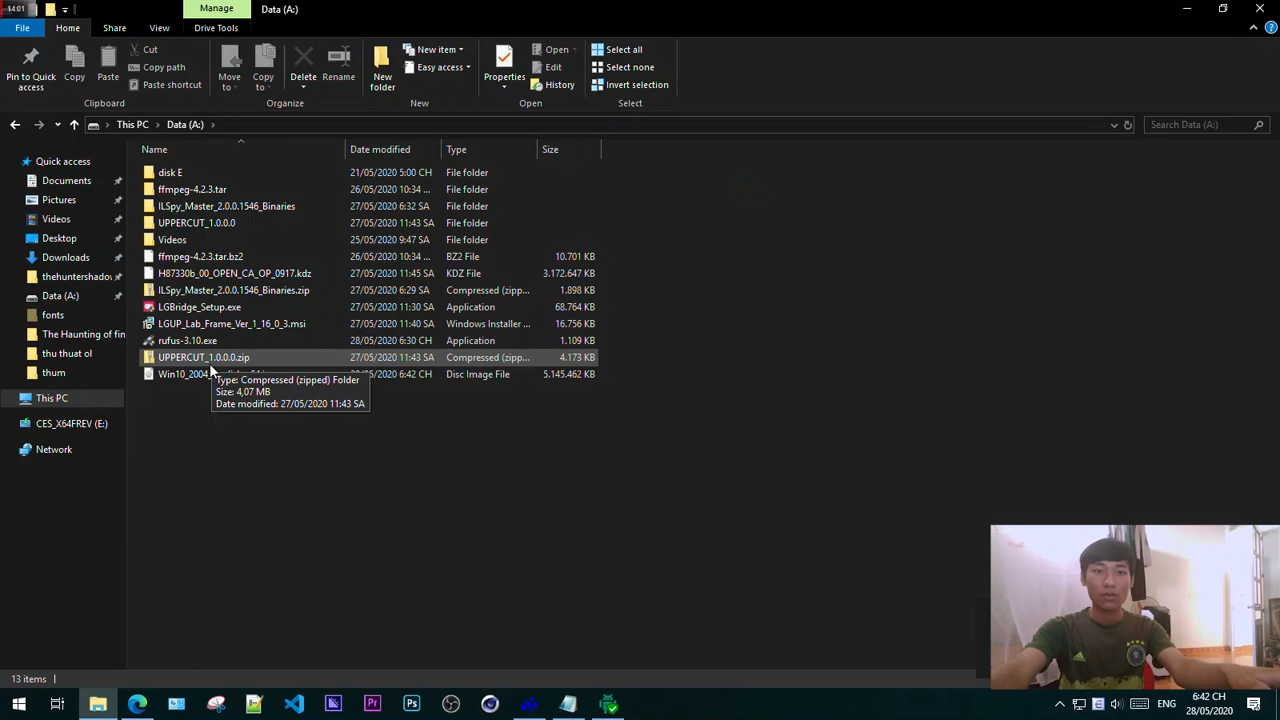 14:01
Manage
Data (A:)
File
Home
Share
View
Drive Tools
Pin to Quick access
Copy
Paste
Cut
Copy path
Paste shortcut
Clipboard
Move to
Copy to
Delete
Rename
Organize
New folder
New item
Easy access
New
Properties
Open
Edit
History
Open
Select all
Select none
Invert selection
Select
This PC
Data (A:)
Search Data (A:)
Quick access
Documents
Pictures
Videos
Desktop
Downloads
thehuntershadov
Data (A:)
fonts
The Haunting of fin
thu thuat ol
thum
This PC
CES_X64FREV (E:)
Network
Name Date modified Type Size
disk E 21/05/2020 5:00 CH File folder
ffmpeg-4.2.3.tar 26/05/2020 10:34 ... File folder
ILSpy_Master_2.0.0.1546_Binaries 27/05/2020 6:32 SA File folder
UPPERCUT_1.0.0.0 27/05/2020 11:43 SA File folder
Videos 25/05/2020 9:47 SA File folder
ffmpeg-4.2.3.tar.bz2 26/05/2020 10:34 ... BZ2 File 10.701 KB
H87330b_00_OPEN_CA_OP_0917.kdz 27/05/2020 11:45 SA KDZ File 3.172.647 KB
ILSpy_Master_2.0.0.1546_Binaries.zip 27/05/2020 6:29 SA Compressed (zipp... 1.898 KB
LGBridge_Setup.exe 27/05/2020 11:30 SA Application 68.764 KB
LGUP_Lab_Frame_Ver_1_16_0_3.msi 27/05/2020 11:40 SA Windows Installer ... 16.756 KB
rufus-3.10.exe 28/05/2020 6:30 CH Application 1.109 KB
UPPERCUT_1.0.0.0.zip 27/05/2020 11:43 SA Compressed (zipp... 4.173 KB
Win10_2004_ 6:42 CH Disc Image File 5.145.462 KB
Type: Compressed (zipped) Folder
Size: 4,07 MB
Date modified: 27/05/2020 11:43 SA
13 items
ENG
6:42 CH
28/05/2020